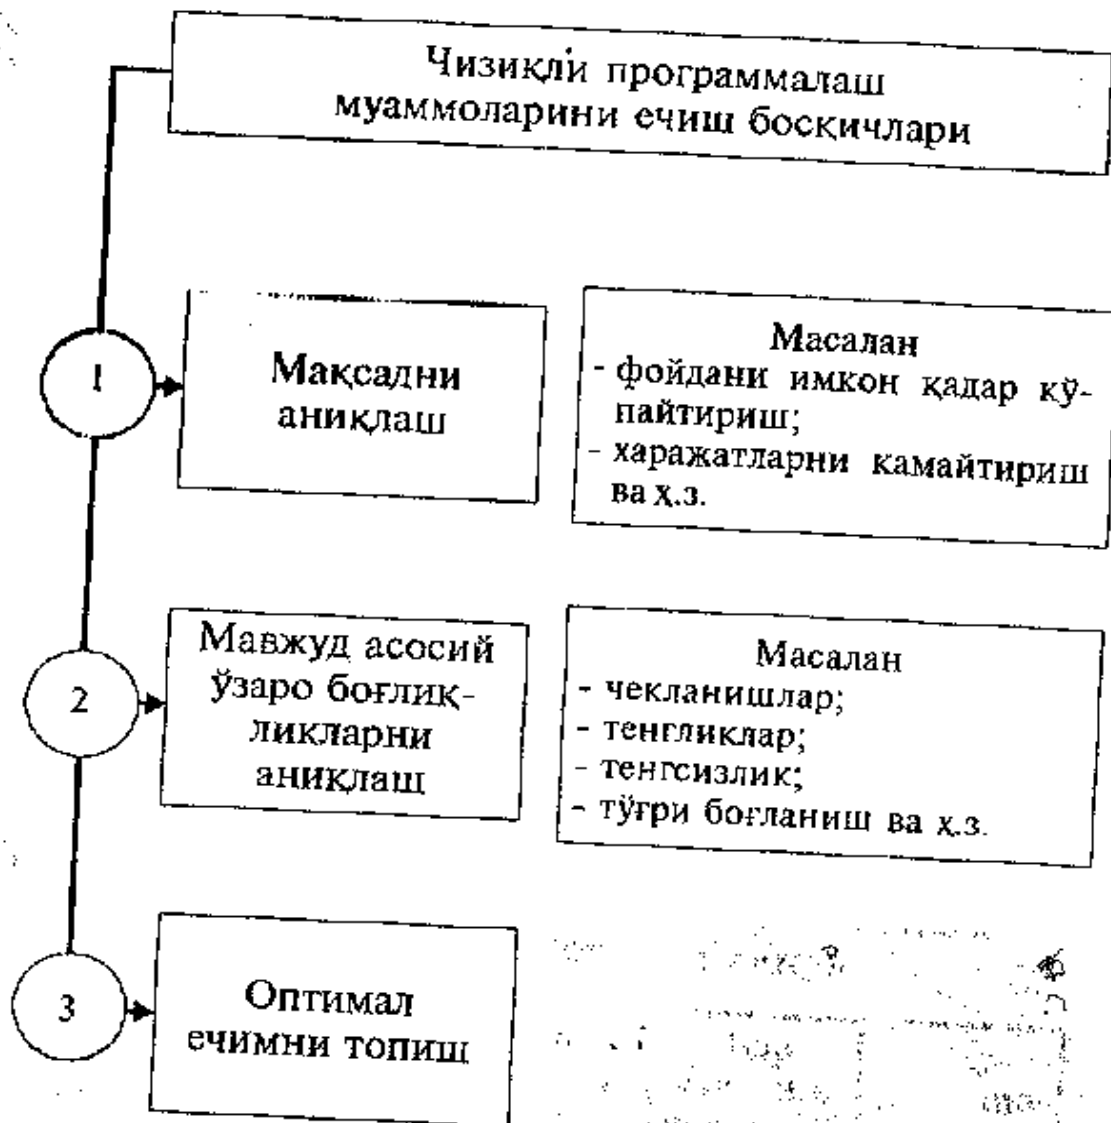 Чизиқли программалаш
муаммоларини ечиш босқичлари
1
Мақсадни
аниқлаш
Масалан
- фойдани имкон қадар кў-
пайтириш;
- харажатларни камайтириш
ва ҳ.з.
2
Мавжуд асосий
ўзаро боғлиқ-
ликларни
аниқлаш
Масалан
- чекланишлар;
- тенгликлар;
- тенгсизлик;
- тўғри боғланиш ва ҳ.з.
3
Оптимал
ечимни топиш